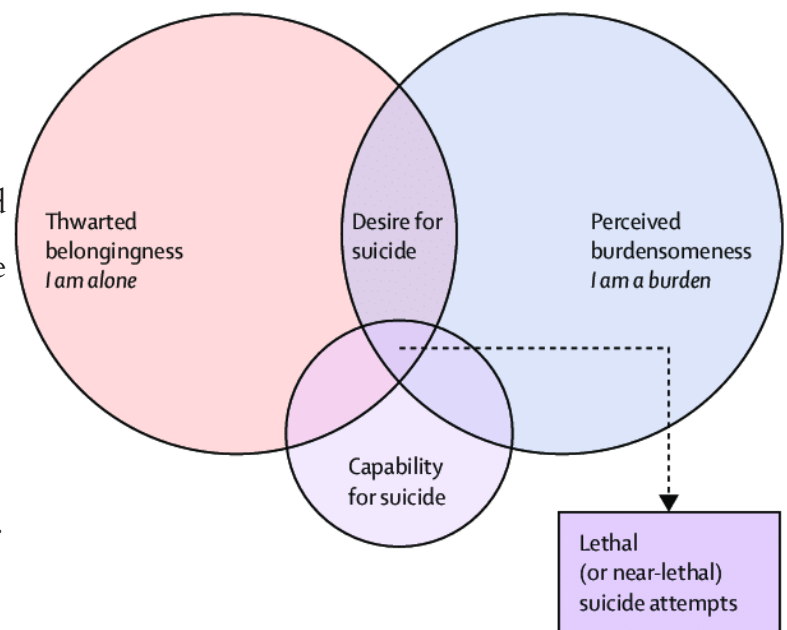 Thwarted
belongingness
I am alone
Desire for
suicide
Perceived
burdensomeness
I am a burden
Capability
for suicide
Lethal
(or near-lethal)
suicide attempts